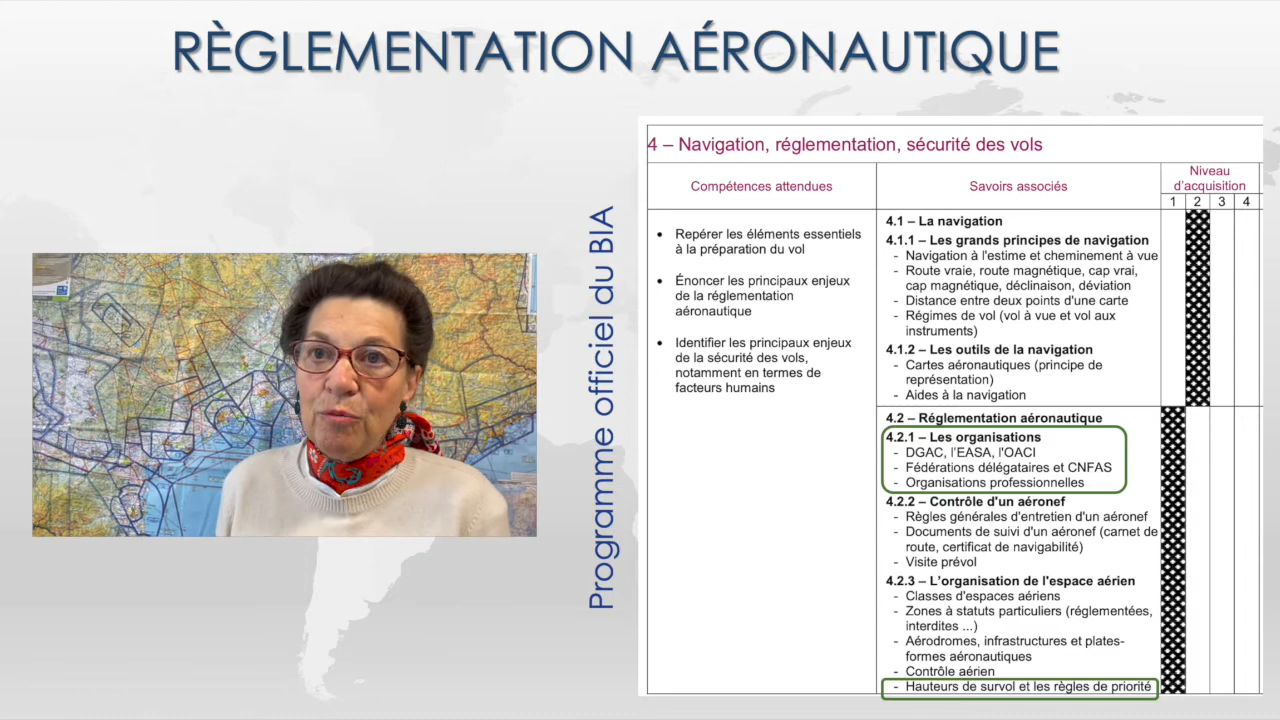 RÈGLEMENTATION AÉRONAUTIQUE
Programme officiel du BIA
4 – Navigation, réglementation, sécurité des vols
Compétences attendues
Savoirs associés
Niveau
d'acquisition
1 2 3 4
• Repérer les éléments essentiels
à la préparation du vol
• Énoncer les principaux enjeux
de la réglementation
aéronautique
• Identifier les principaux enjeux
de la sécurité des vols,
notamment en termes de
facteurs humains
4.1 – La navigation
4.1.1 – Les grands principes de navigation
- Navigation à l'estime et cheminement à vue
- Route vraie, route magnétique, cap vrai,
cap magnétique, déclinaison, déviation
- Distance entre deux points d'une carte
- Régimes de vol (vol à vue et vol aux
instruments)
4.1.2 – Les outils de la navigation
- Cartes aéronautiques (principe de
représentation)
- Aides à la navigation
4.2 – Réglementation aéronautique
4.2.1 – Les organisations
- DGAC, l'EASA, l'OACI
- Fédérations délégataires et CNFAS
- Organisations professionnelles
4.2.2 – Contrôle d'un aéronef
- Règles générales d'entretien d'un aéronef
- Documents de suivi d'un aéronef (carnet de
route, certificat de navigabilité)
- Visite prévol
4.2.3 – L'organisation de l'espace aérien
- Classes d'espaces aériens
- Zones à statuts particuliers (réglementées,
interdites ...)
- Aérodromes, infrastructures et plates-
formes aéronautiques
- Contrôle aérien
- Hauteurs de survol et les règles de priorité